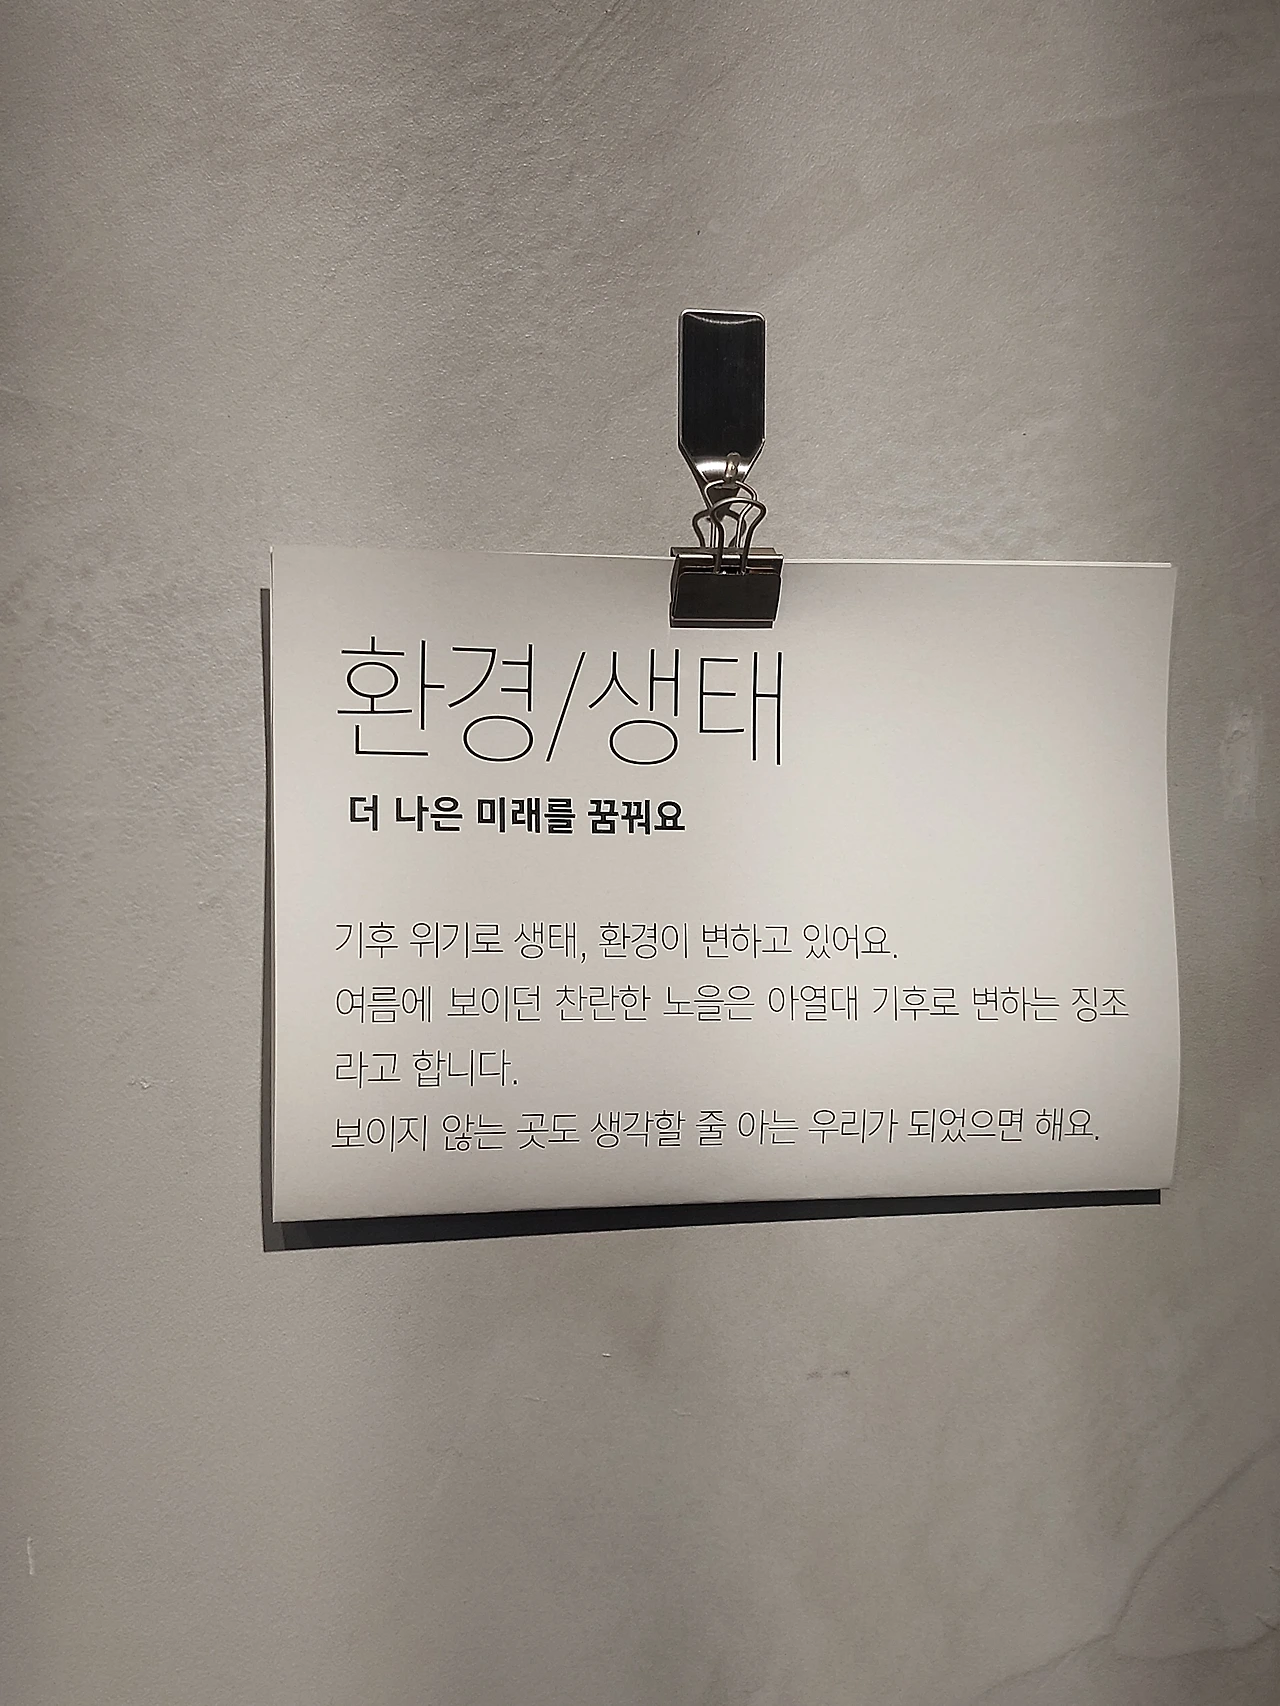 환경/생태
더 나은 미래를 꿈꿔요
기후 위기로 생태, 환경이 변하고 있어요.
여름에 보이던 찬란한 노을은 아열대 기후로 변하는 징조
라고 합니다.
보이지 않는 곳도 생각할 줄 아는 우리가 되었으면 해요.